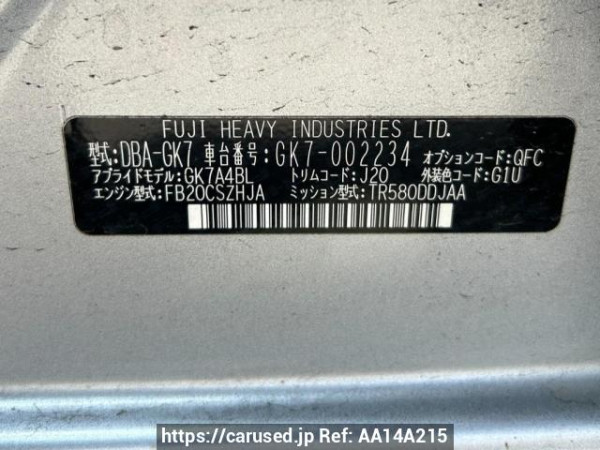 FUJI HEAVY INDUSTRIES LTD.
型式:DBA-GK7 車台番号:GK7-002234 オプションコード:QFC
アプライドモデル:GK7A4BL トリムコード:J20 外装色コード:G1U
エンジン型式:FB20CSZHJA ミッション型式:TR580DDJAA
https://carused.jp Ref: AA14A215